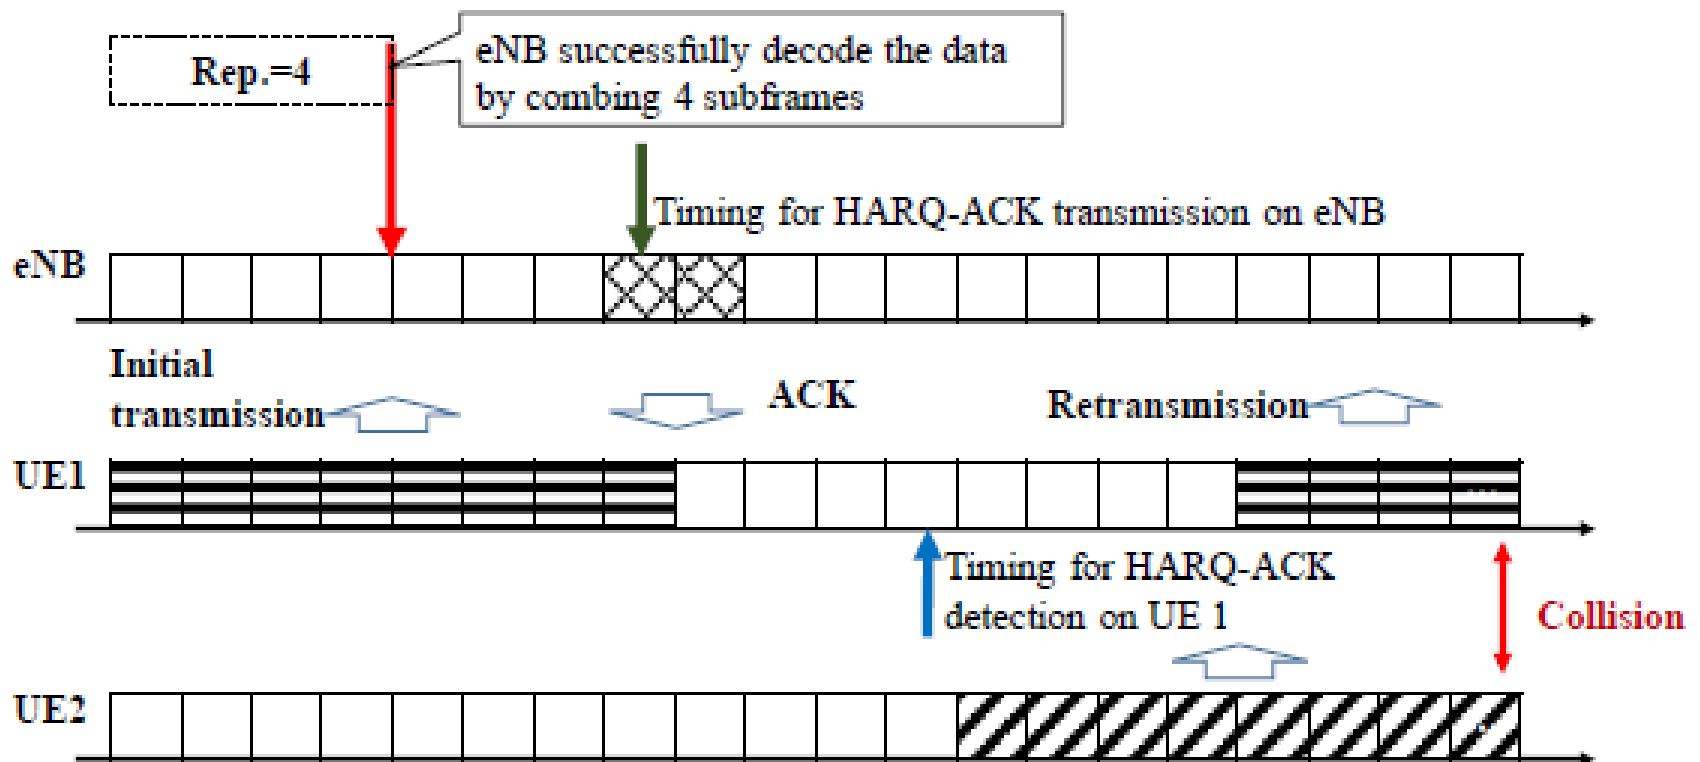 Rep.=4
eNB successfully decode the data
by combing 4 subframes
Timing for HARQ-ACK transmission on eNB
eNB
Initial
transmission
ACK
Retransmission
UE1
Timing for HARQ-ACK
detection on UE 1
Collision
UE2